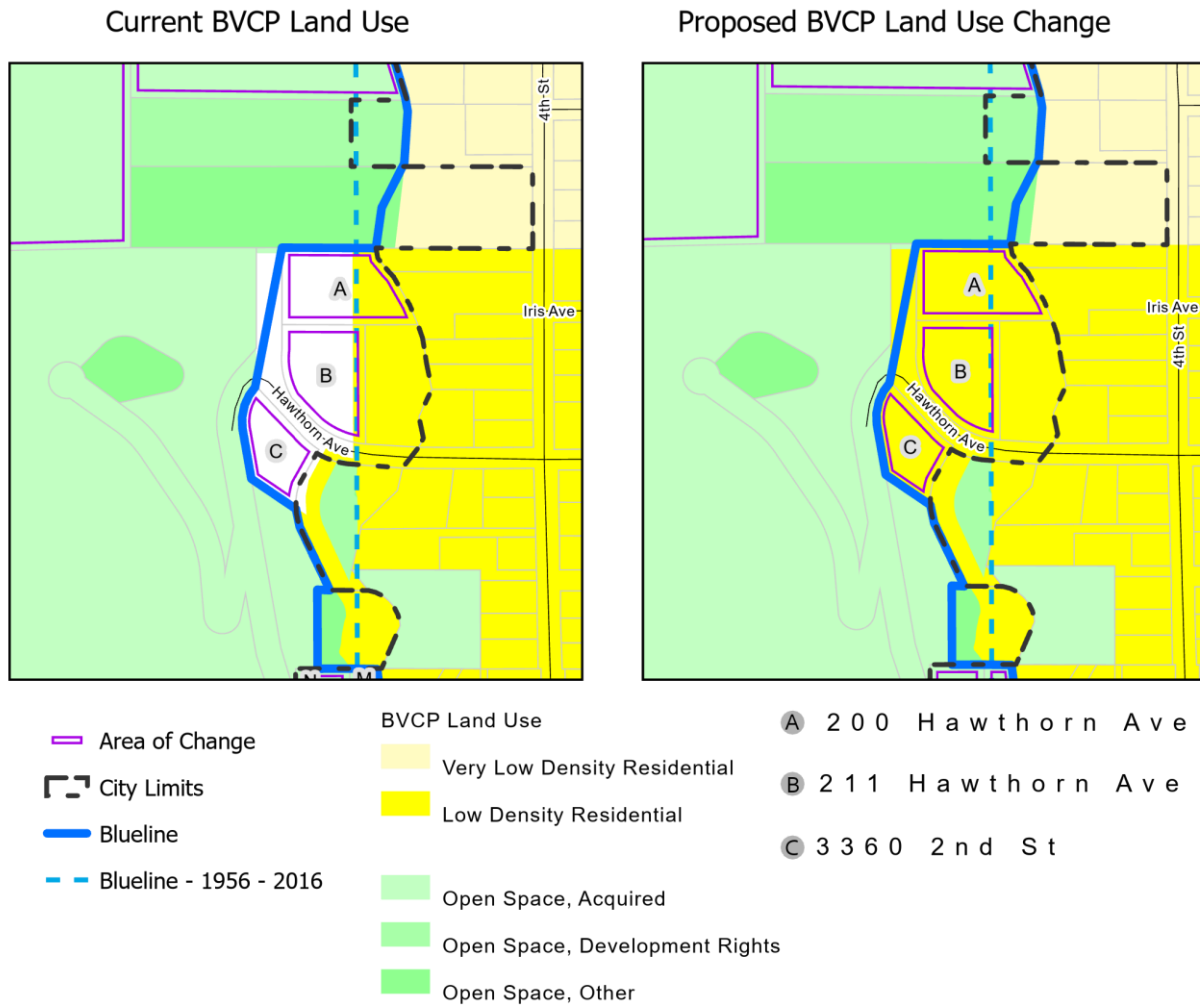 Current BVCP Land Use
Proposed BVCP Land Use Change
4th St
A
Iris Ave
B
Hawthorn Ave
C
N
M
A
Iris Ave
4th St
B
Hawthorn Ave
C
Area of Change
City Limits
Blueline
Blueline - 1956 - 2016
BVCP Land Use
Very Low Density Residential
Low Density Residential
Open Space, Acquired
Open Space, Development Rights
Open Space, Other
A 200 Hawthorn Ave
B 211 Hawthorn Ave
C 3360 2nd St